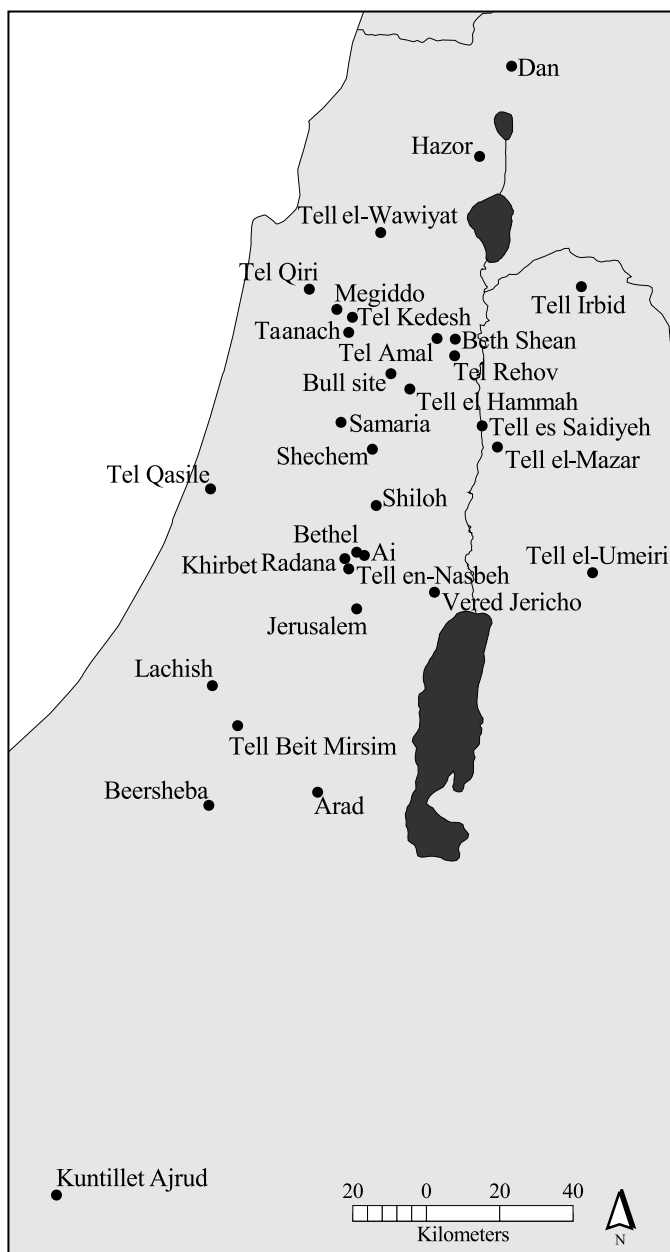 Dan
Hazor
Tell el-Wawiyat
Tel Qiri
Tell Irbid
Megiddo
Tel Kedesh
Taanach
Beth Shean
Tel Amal
Tel Rehov
Bull site
Tell el Hammah
Samaria
Tell es Saidiyeh
Shechem
Tell el-Mazar
Tel Qasile
Shiloh
Bethel
Ai
Tell el-Umeiri
Khirbet Radana
Tell en-Nasbeh
Vered Jericho
Jerusalem
Lachish
Tell Beit Mirsim
Beersheba
Arad
Kuntillet Ajrud
20 0 20 40
Kilometers
N